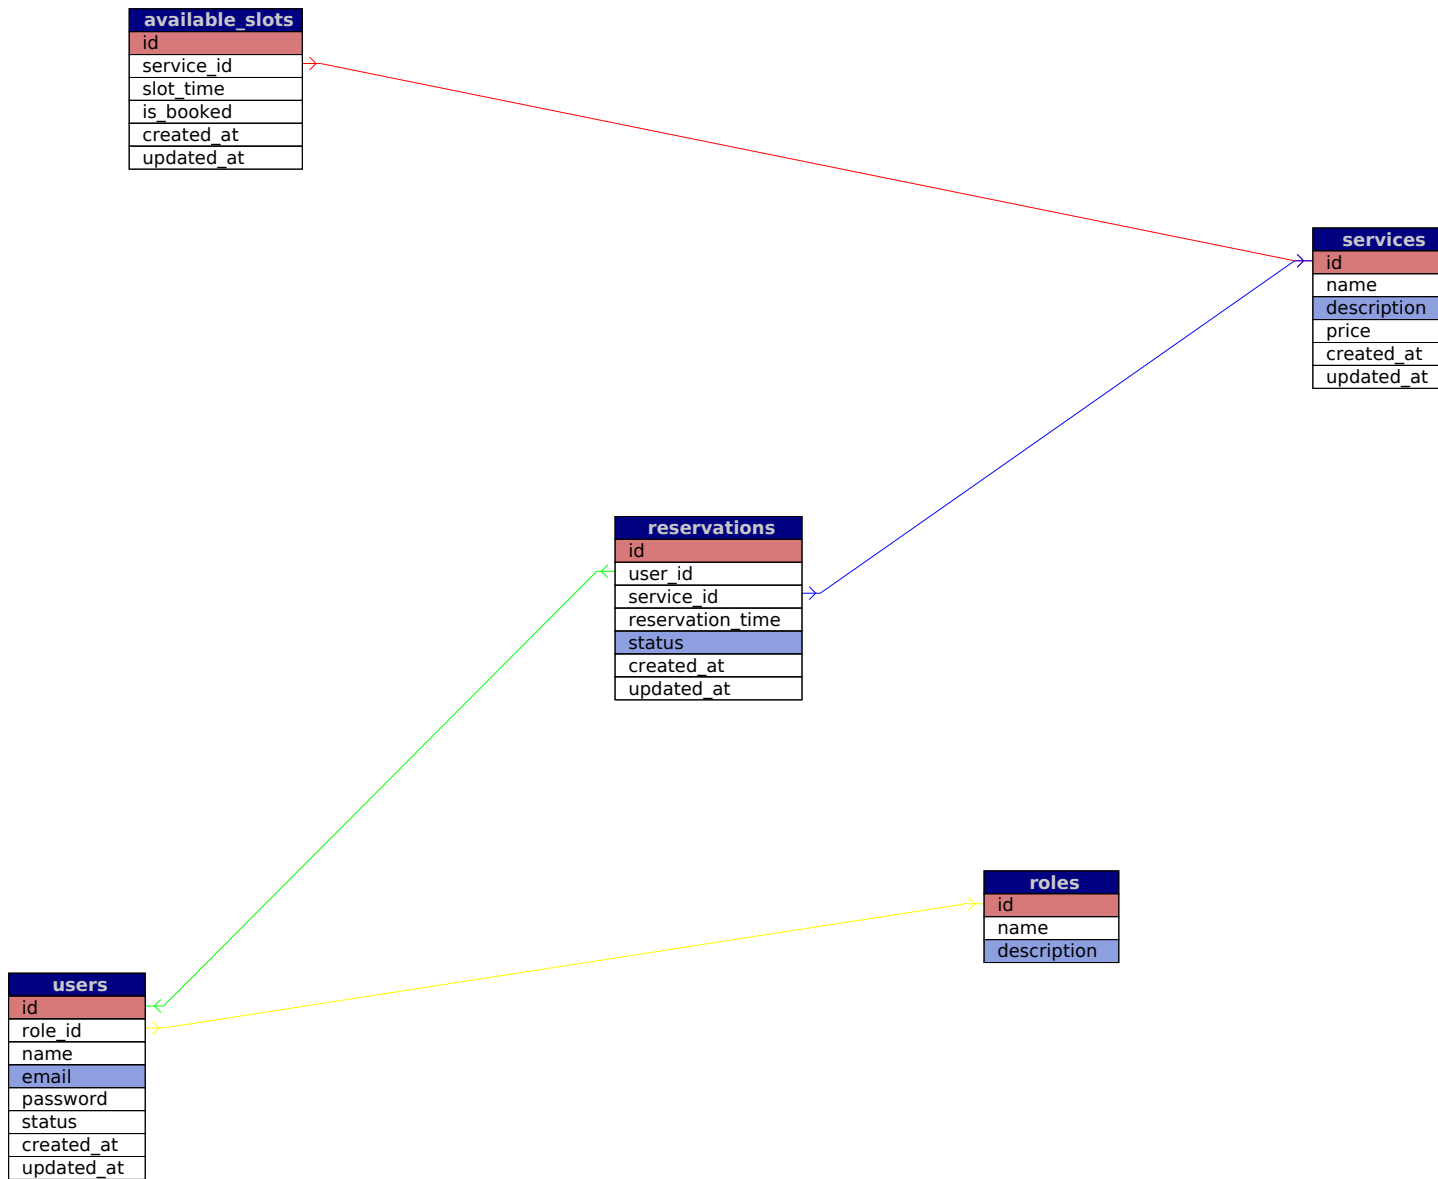 available_slots
id
service_id
slot_time
is_booked
created_at
updated_at
services
id
name
description
price
created_at
updated_at
reservations
id
user_id
service_id
reservation_time
status
created_at
updated_at
roles
id
name
description
users
id
role_id
name
email
password
status
created_at
updated_at